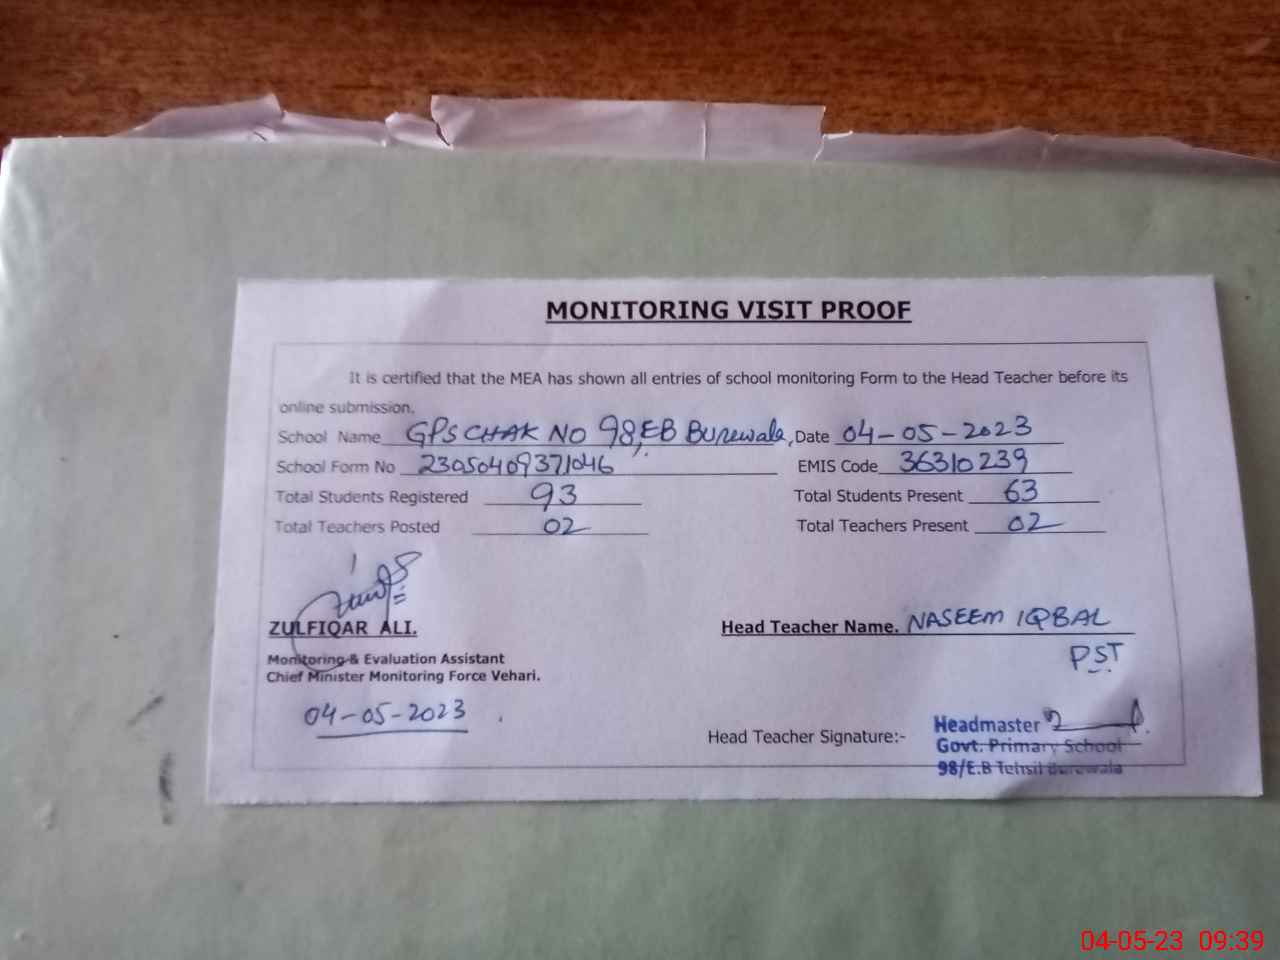 MONITORING VISIT PROOF
It is certified that the MEA has shown all entries of school monitoring Form to the Head Teacher before its
online submission.
School Name GPS CHAK NO 98, EB Burewala, Date 04-05-2023
School Form No 23050409371046 EMIS Code 36310239
Total Students Registered 93 Total Students Present 63
Total Teachers Posted 02 Total Teachers Present 02
ZULFIQAR ALI. Head Teacher Name. NASEEM IQBAL
PST
Monitoring & Evaluation Assistant
Chief Minister Monitoring Force Vehari.
04-05-2023
Head Teacher Signature:- Headmaster
Govt. Primary School
98/E.B Tehsil Burewala
04-05-23 09:39